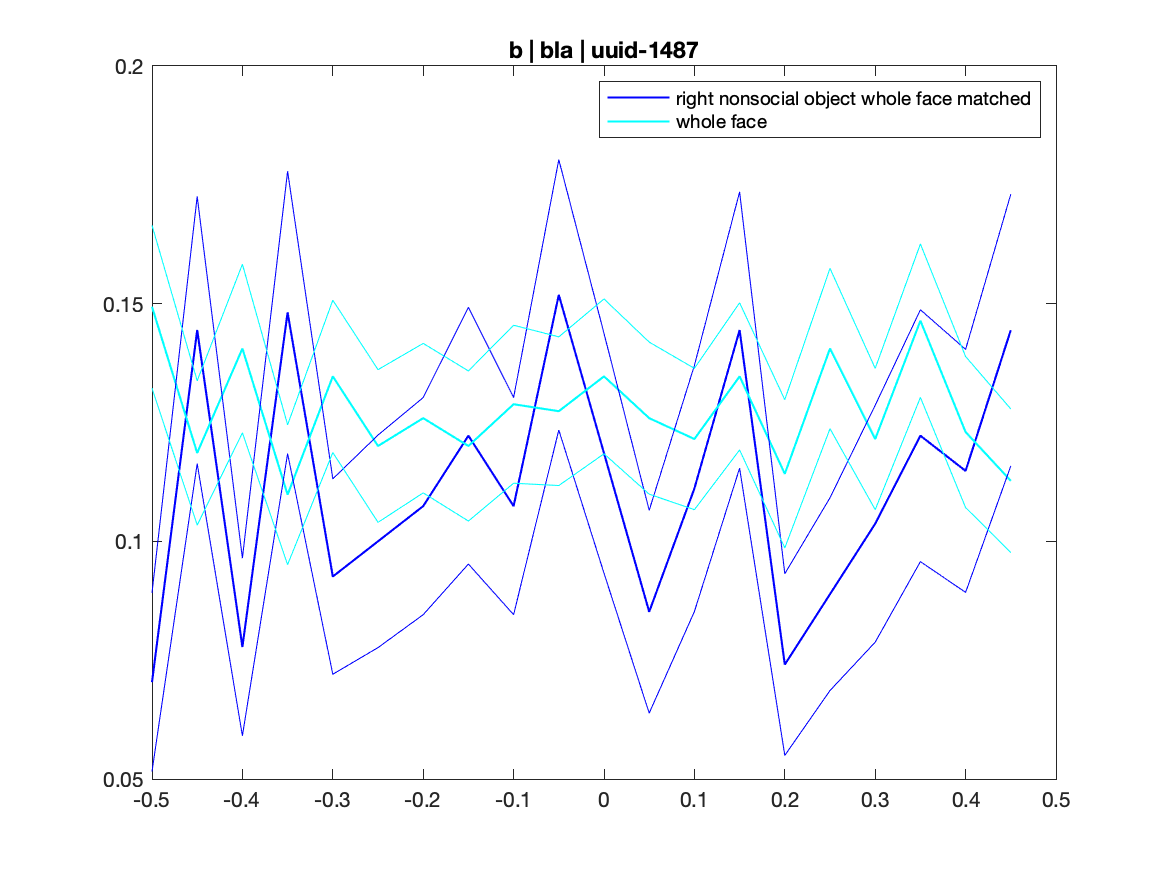 b | bla | uuid-1487
right nonsocial object whole face matched
whole face
0.2
0.15
0.1
0.05
-0.5 -0.4 -0.3 -0.2 -0.1 0 0.1 0.2 0.3 0.4 0.5